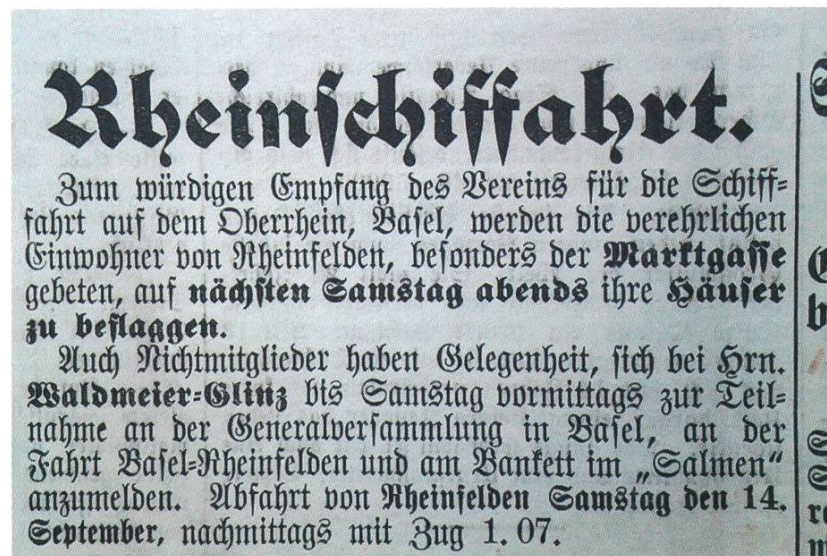 Rheinschiffahrt.
Zum würdigen Empfang des Vereins für die Schiff-
fahrt auf dem Oberrhein, Basel, werden die verehrlichen
Einwohner von Rheinfelden, besonders der Marktgasse
gebeten, auf nächsten Samstag abends ihre Häuser
zu beflaggen.
Auch Nichtmitglieder haben Gelegenheit, sich bei Hrn.
Waldmeier-Glinz bis Samstag vormittags zur Teil-
nahme an der Generalversammlung in Basel, an der
Fahrt Basel-Rheinfelden und am Bankett im „Salmen“
anzumelden. Abfahrt von Rheinfelden Samstag den 14.
September, nachmittags mit Zug 1. 07.